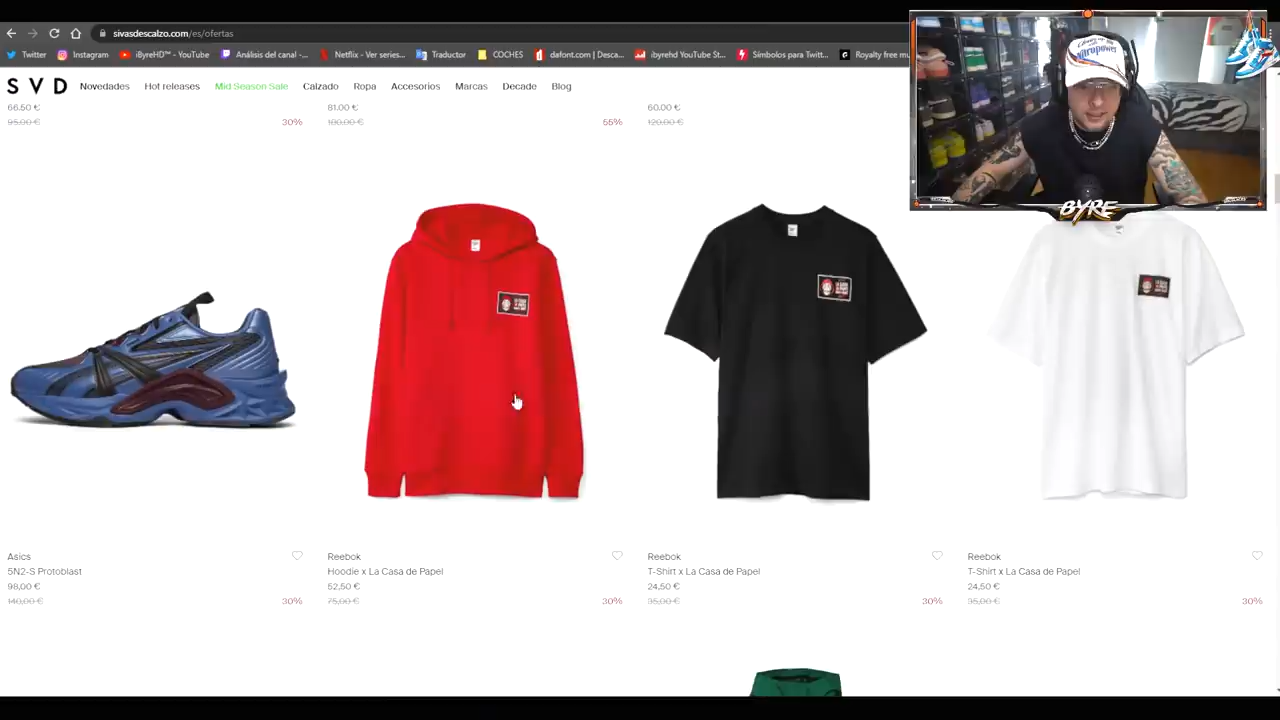 sivasdescalzo.com/es/ofertas
Twitter
Instagram
iByreHD™ - YouTube
Análisis del canal -...
Netflix - Ver series...
Traductor
COCHES
dafont.com | Desca...
ibyrehd YouTube St...
Símbolos para Twitt...
Royalty free mu
SVD
Novedades
Hot releases
Mid Season Sale
Calzado
Ropa
Accesorios
Marcas
Decade
Blog
66.50 €
95,00 €
30%
81.00 €
180,00 €
55%
60.00 €
120,00 €
BYRE
Asics
5N2-S Protoblast
98,00 €
140,00 €
30%
Reebok
Hoodie x La Casa de Papel
52,50 €
75,00 €
30%
Reebok
T-Shirt x La Casa de Papel
24,50 €
35,00 €
30%
Reebok
T-Shirt x La Casa de Papel
24,50 €
35,00 €
30%